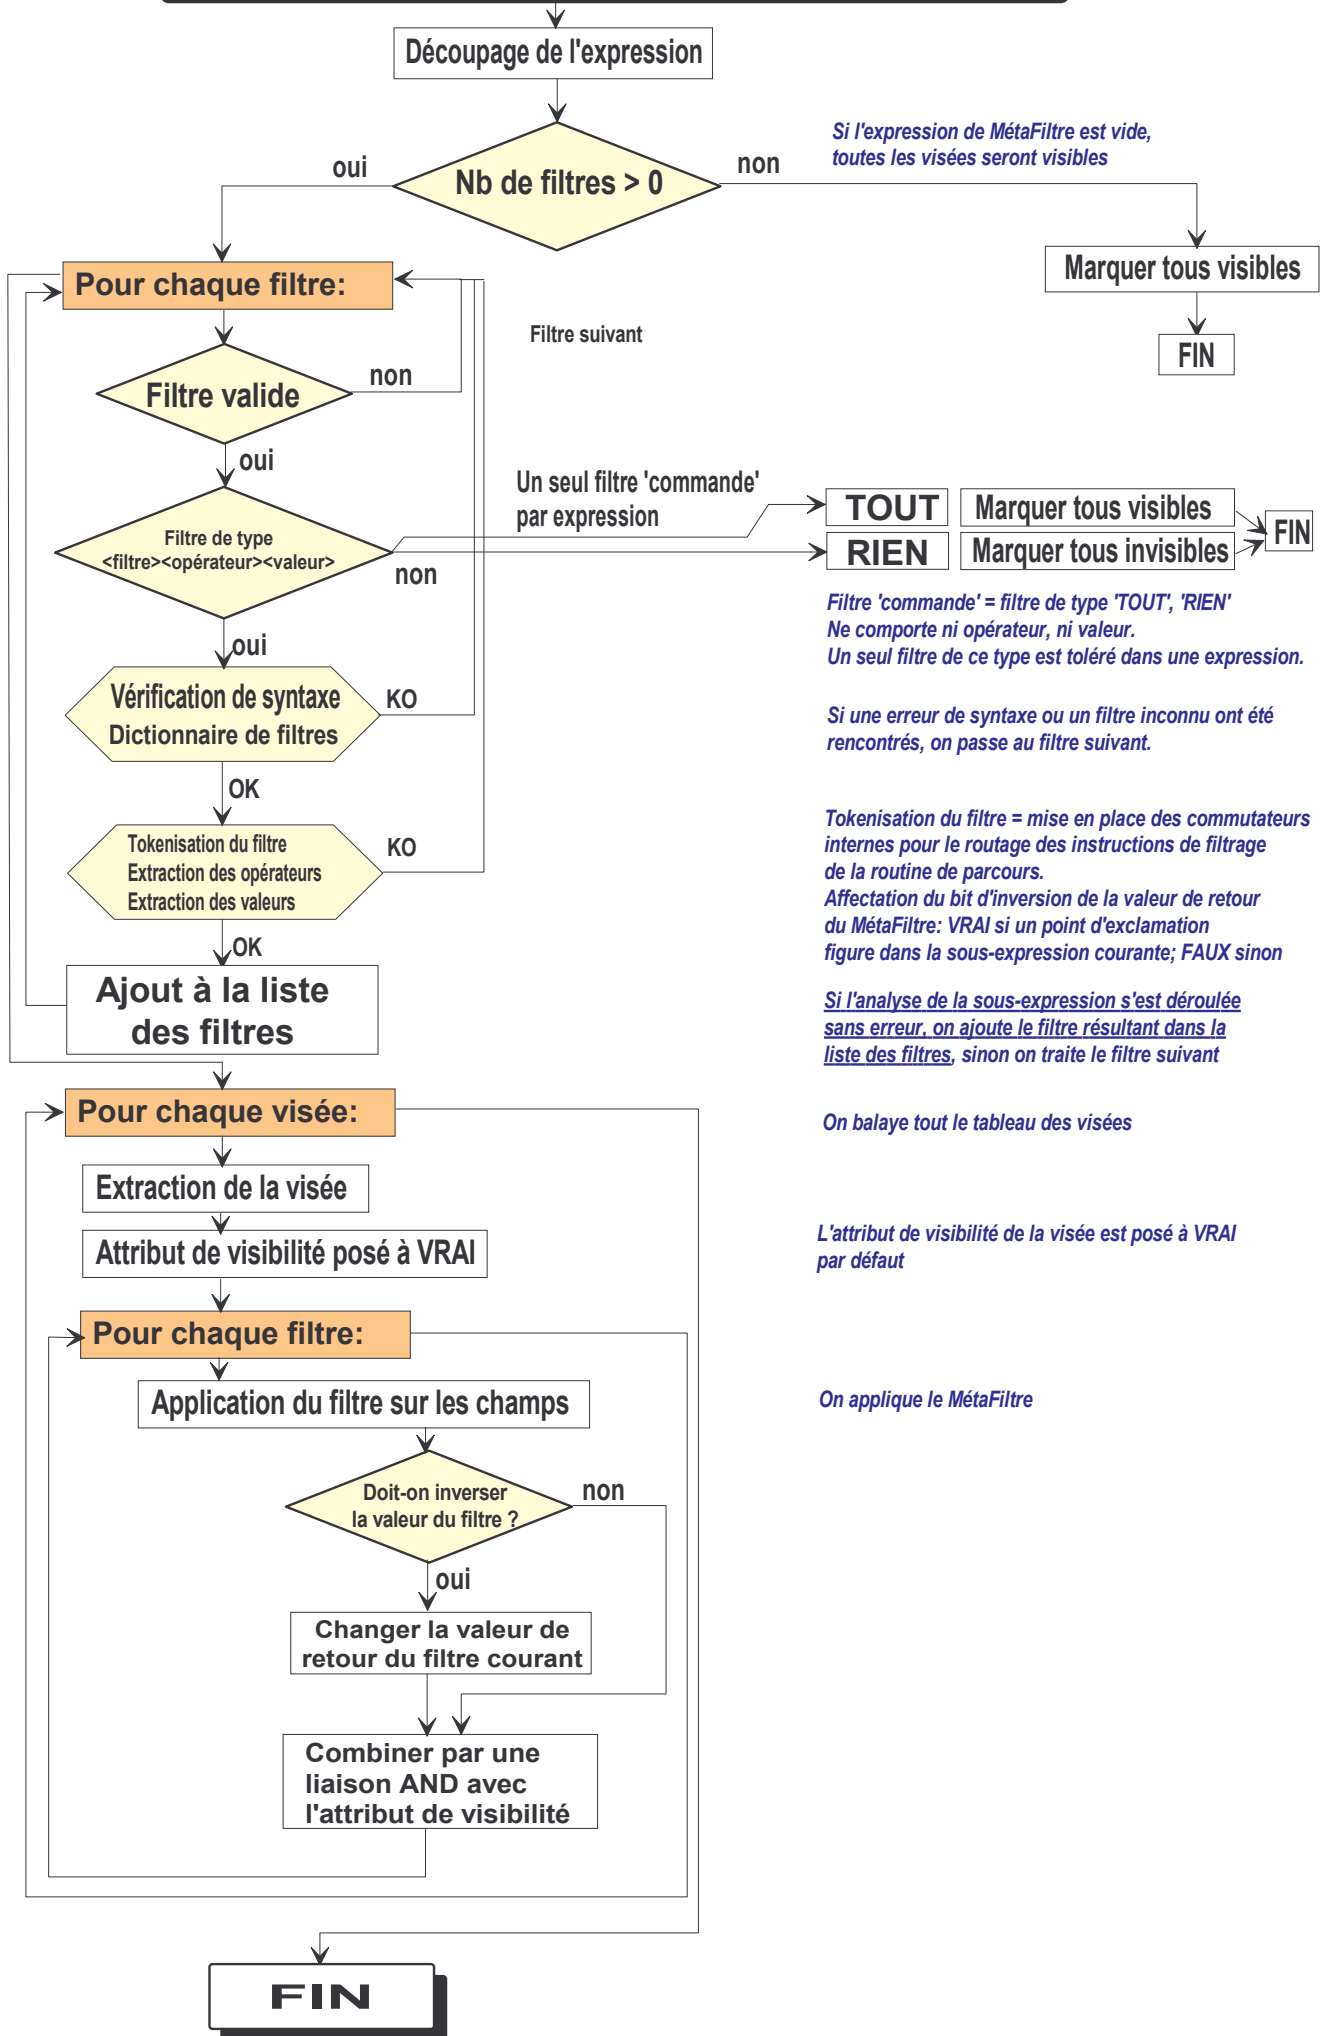 Découpage de l'expression
Si l'expression de MétaFiltre est vide,
toutes les visées seront visibles
oui
Nb de filtres > 0
non
Pour chaque filtre:
Marquer tous visibles
Filtre suivant
FIN
Filtre valide
non
oui
Un seul filtre 'commande'
par expression
TOUT
Marquer tous visibles
RIEN
Marquer tous invisibles
FIN
Filtre de type
<filtre><opérateur><valeur>
non
Filtre 'commande' = filtre de type 'TOUT', 'RIEN'
Ne comporte ni opérateur, ni valeur.
Un seul filtre de ce type est toléré dans une expression.
oui
Vérification de syntaxe
Dictionnaire de filtres
KO
Si une erreur de syntaxe ou un filtre inconnu ont été
rencontrés, on passe au filtre suivant.
OK
Tokenisation du filtre
Extraction des opérateurs
Extraction des valeurs
KO
Tokenisation du filtre = mise en place des commutateurs
internes pour le routage des instructions de filtrage
de la routine de parcours.
Affectation du bit d'inversion de la valeur de retour
du MétaFiltre: VRAI si un point d'exclamation
figure dans la sous-expression courante; FAUX sinon
OK
Ajout à la liste
des filtres
Si l'analyse de la sous-expression s'est déroulée
sans erreur, on ajoute le filtre résultant dans la
liste des filtres, sinon on traite le filtre suivant
Pour chaque visée:
On balaye tout le tableau des visées
Extraction de la visée
Attribut de visibilité posé à VRAI
L'attribut de visibilité de la visée est posé à VRAI
par défaut
Pour chaque filtre:
Application du filtre sur les champs
On applique le MétaFiltre
Doit-on inverser
la valeur du filtre ?
non
oui
Changer la valeur de
retour du filtre courant
Combiner par une
liaison AND avec
l'attribut de visibilité
FIN